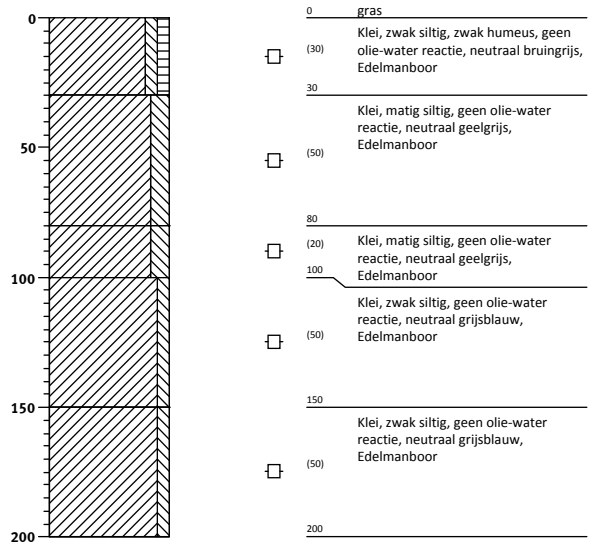 0
50
100
150
200
0 gras
(30)
Klei, zwak siltig, zwak humeus, geen
olie-water reactie, neutraal bruingrijs,
Edelmanboor
30
Klei, matig siltig, geen olie-water
reactie, neutraal geelgrijs,
Edelmanboor
(50)
80
(20)
Klei, matig siltig, geen olie-water
reactie, neutraal geelgrijs,
Edelmanboor
100
Klei, zwak siltig, geen olie-water
reactie, neutraal grijsblauw,
Edelmanboor
(50)
150
Klei, zwak siltig, geen olie-water
reactie, neutraal grijsblauw,
Edelmanboor
(50)
200